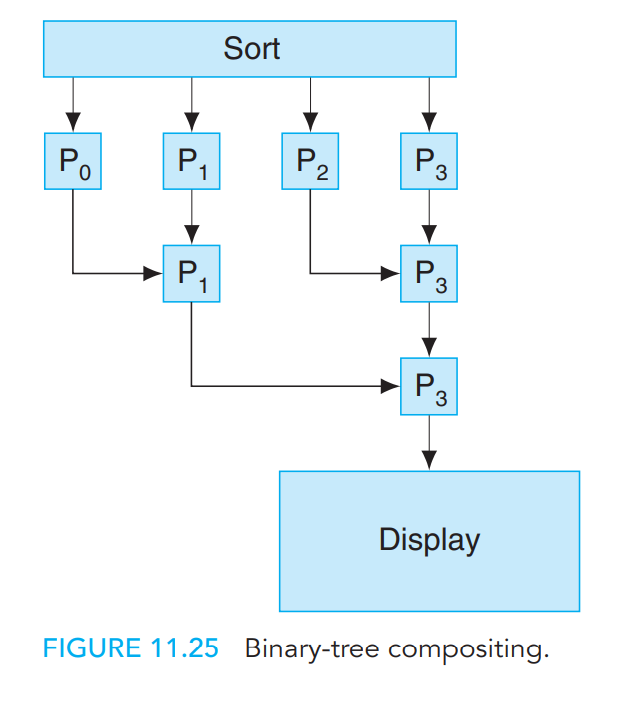 Sort
P0 P1 P2 P3
P1 P3
P3
Display
FIGURE 11.25 Binary-tree compositing.